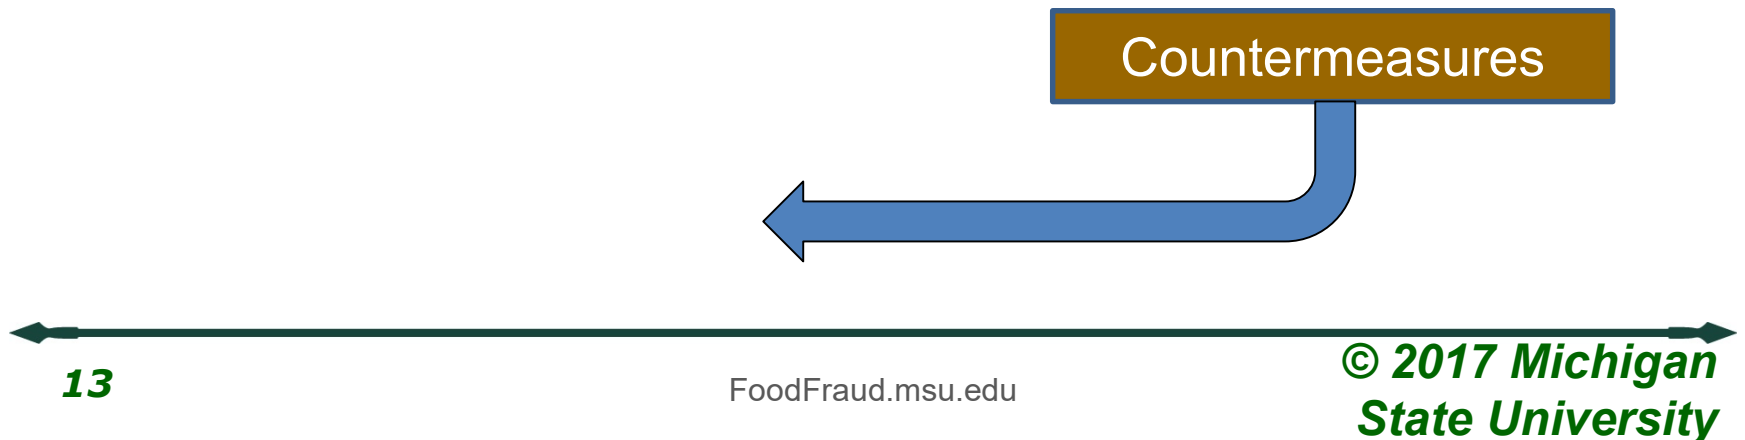 Countermeasures
13
FoodFraud.msu.edu
© 2017 Michigan
State University